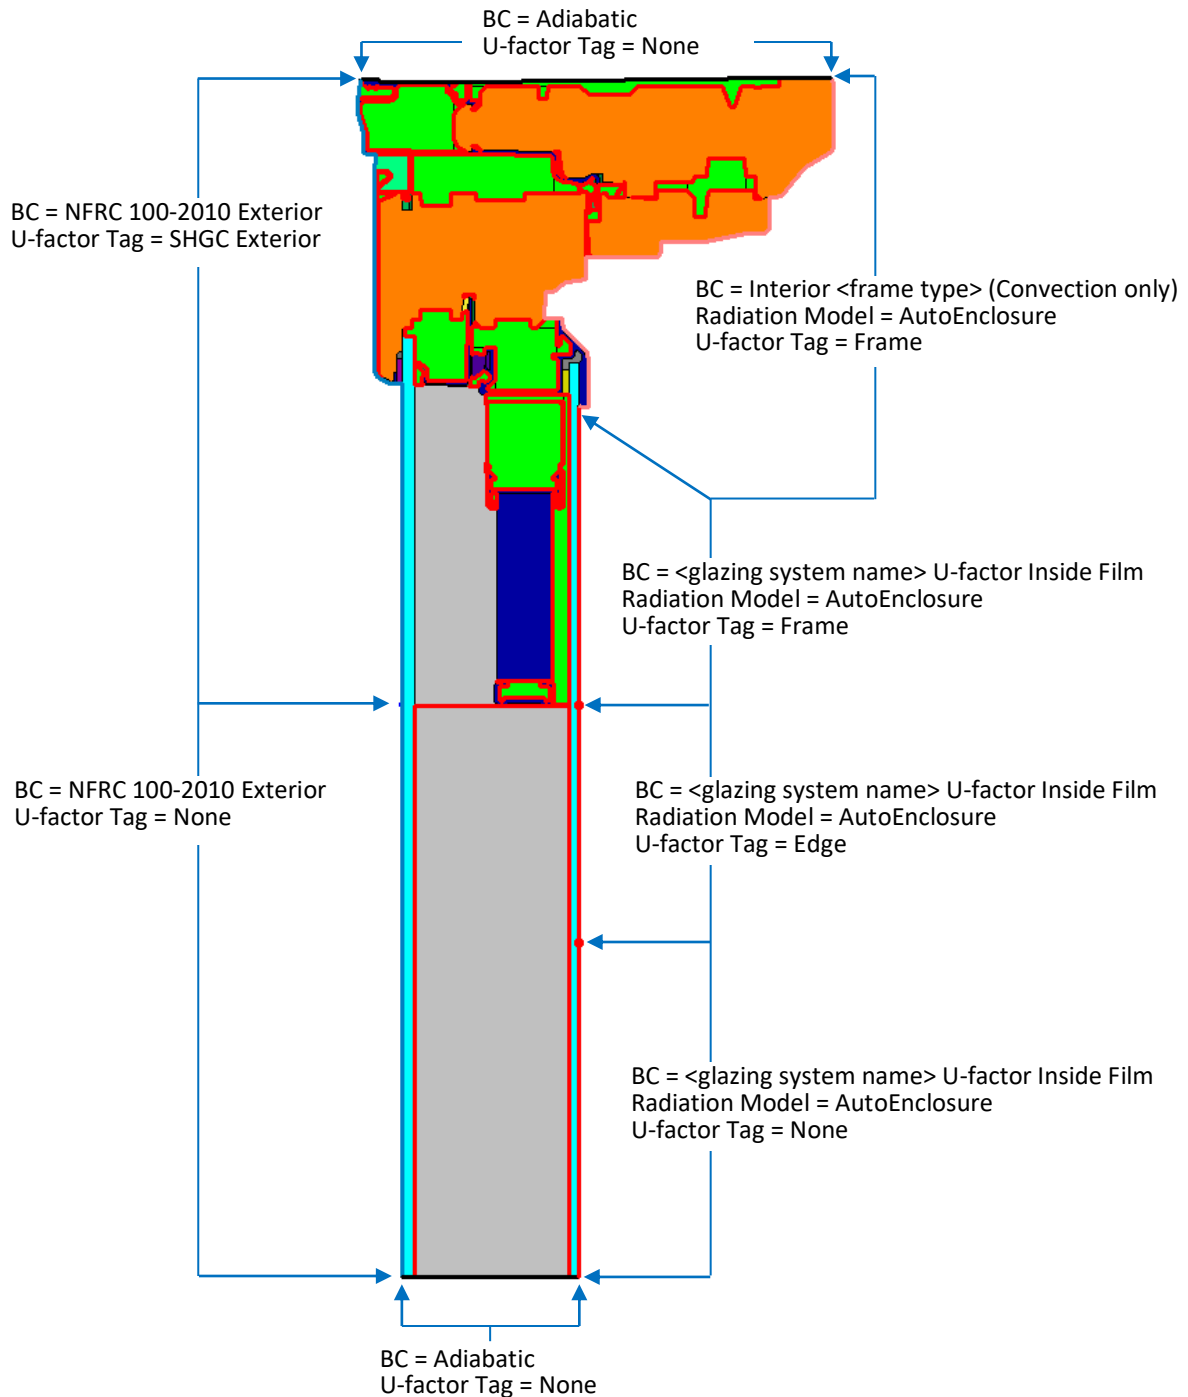 BC = Adiabatic
U-factor Tag = None
BC = NFRC 100-2010 Exterior
U-factor Tag = SHGC Exterior
BC = Interior <frame type> (Convection only)
Radiation Model = AutoEnclosure
U-factor Tag = Frame
BC = <glazing system name> U-factor Inside Film
Radiation Model = AutoEnclosure
U-factor Tag = Frame
BC = NFRC 100-2010 Exterior
U-factor Tag = None
BC = <glazing system name> U-factor Inside Film
Radiation Model = AutoEnclosure
U-factor Tag = Edge
BC = <glazing system name> U-factor Inside Film
Radiation Model = AutoEnclosure
U-factor Tag = None
BC = Adiabatic
U-factor Tag = None